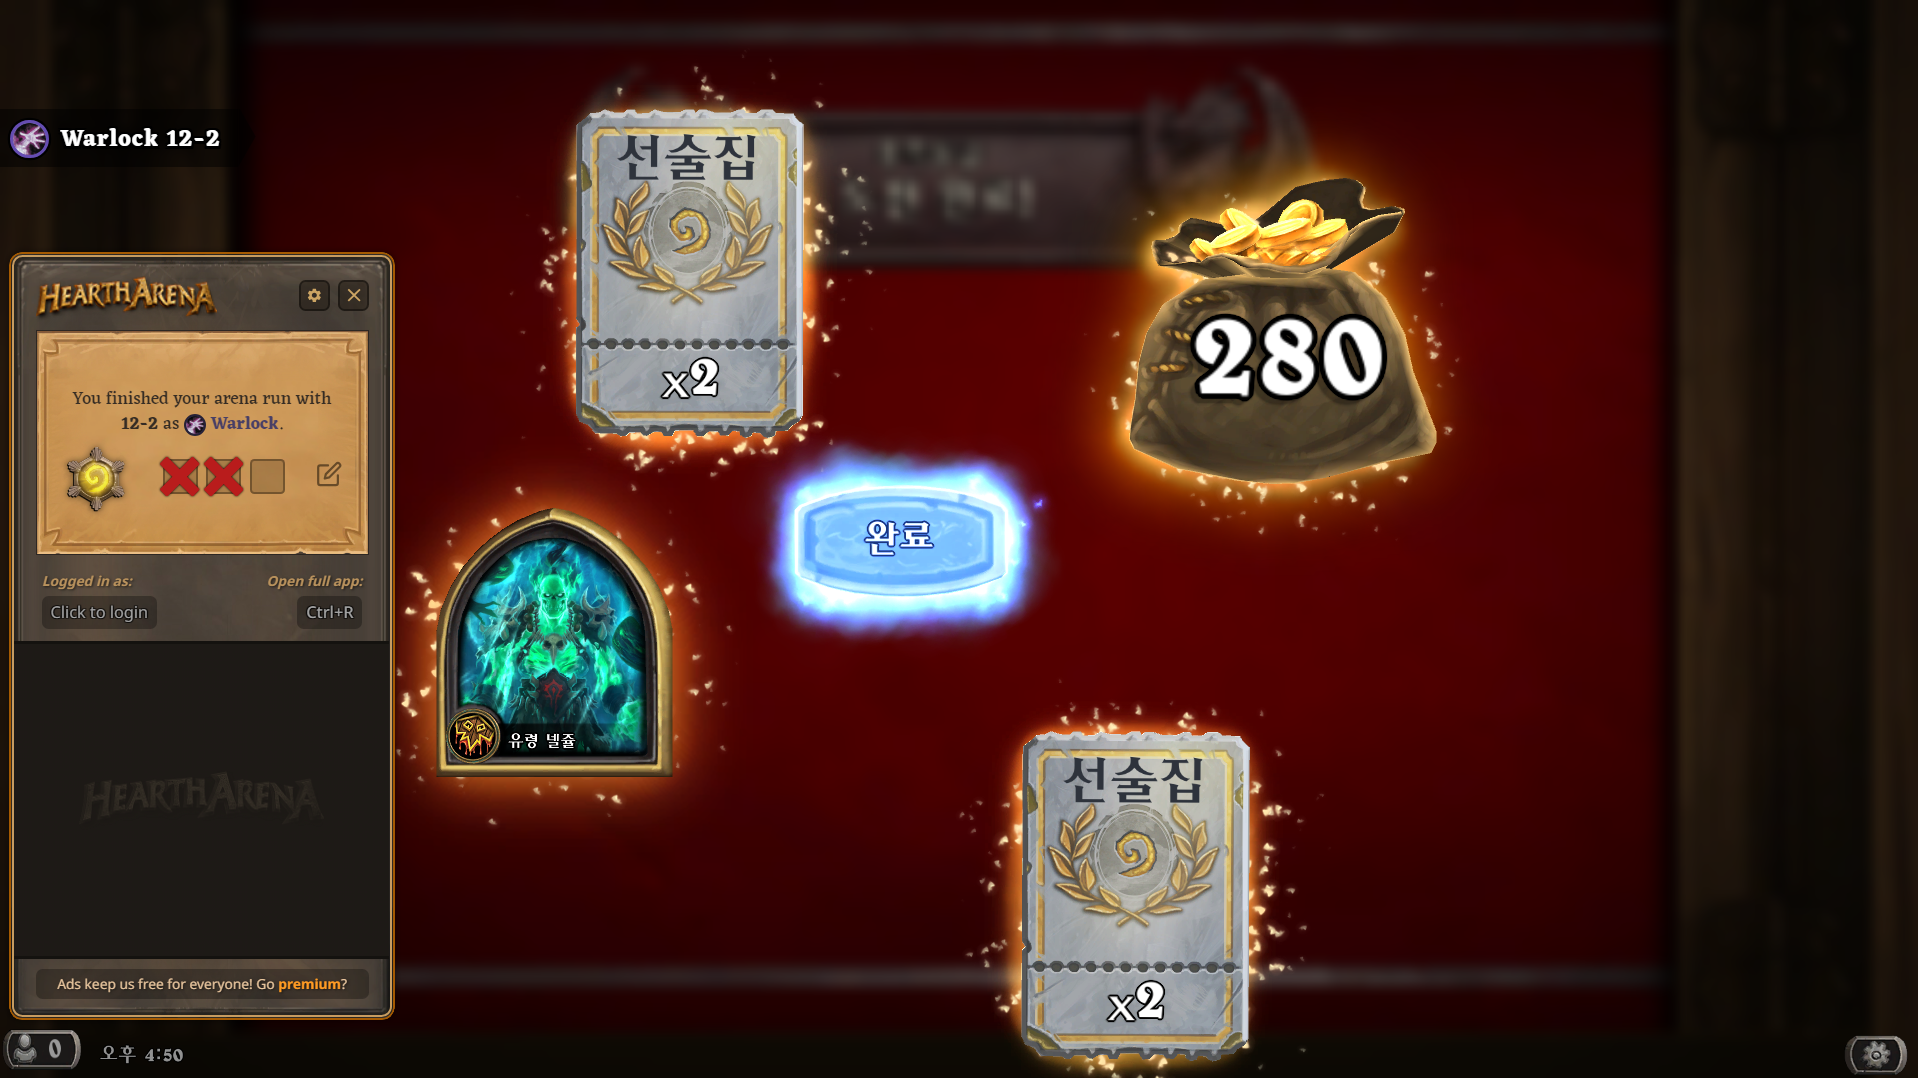 Warlock 12-2
HEARTHARENA
You finished your arena run with
12-2 as Warlock.
Logged in as:
Open full app:
Click to login
Ctrl+R
HEARTHARENA
Ads keep us free for everyone! Go premium?
0
오후 4:50
선술집
x2
280
완료
유령 넬쥴
선술집
x2